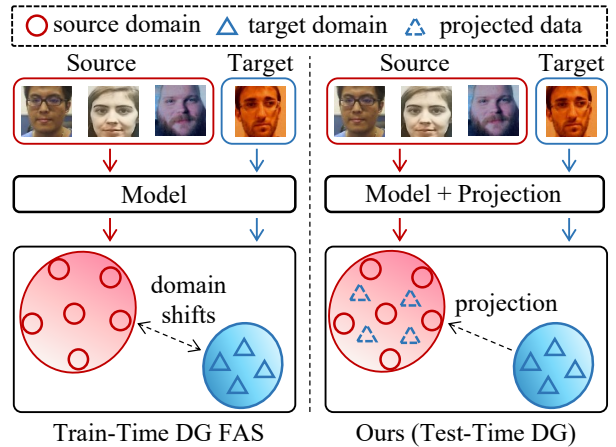 source domain target domain projected data
Source Target
Source Target
Model
Model + Projection
domain
shifts
projection
Train-Time DG FAS
Ours (Test-Time DG)